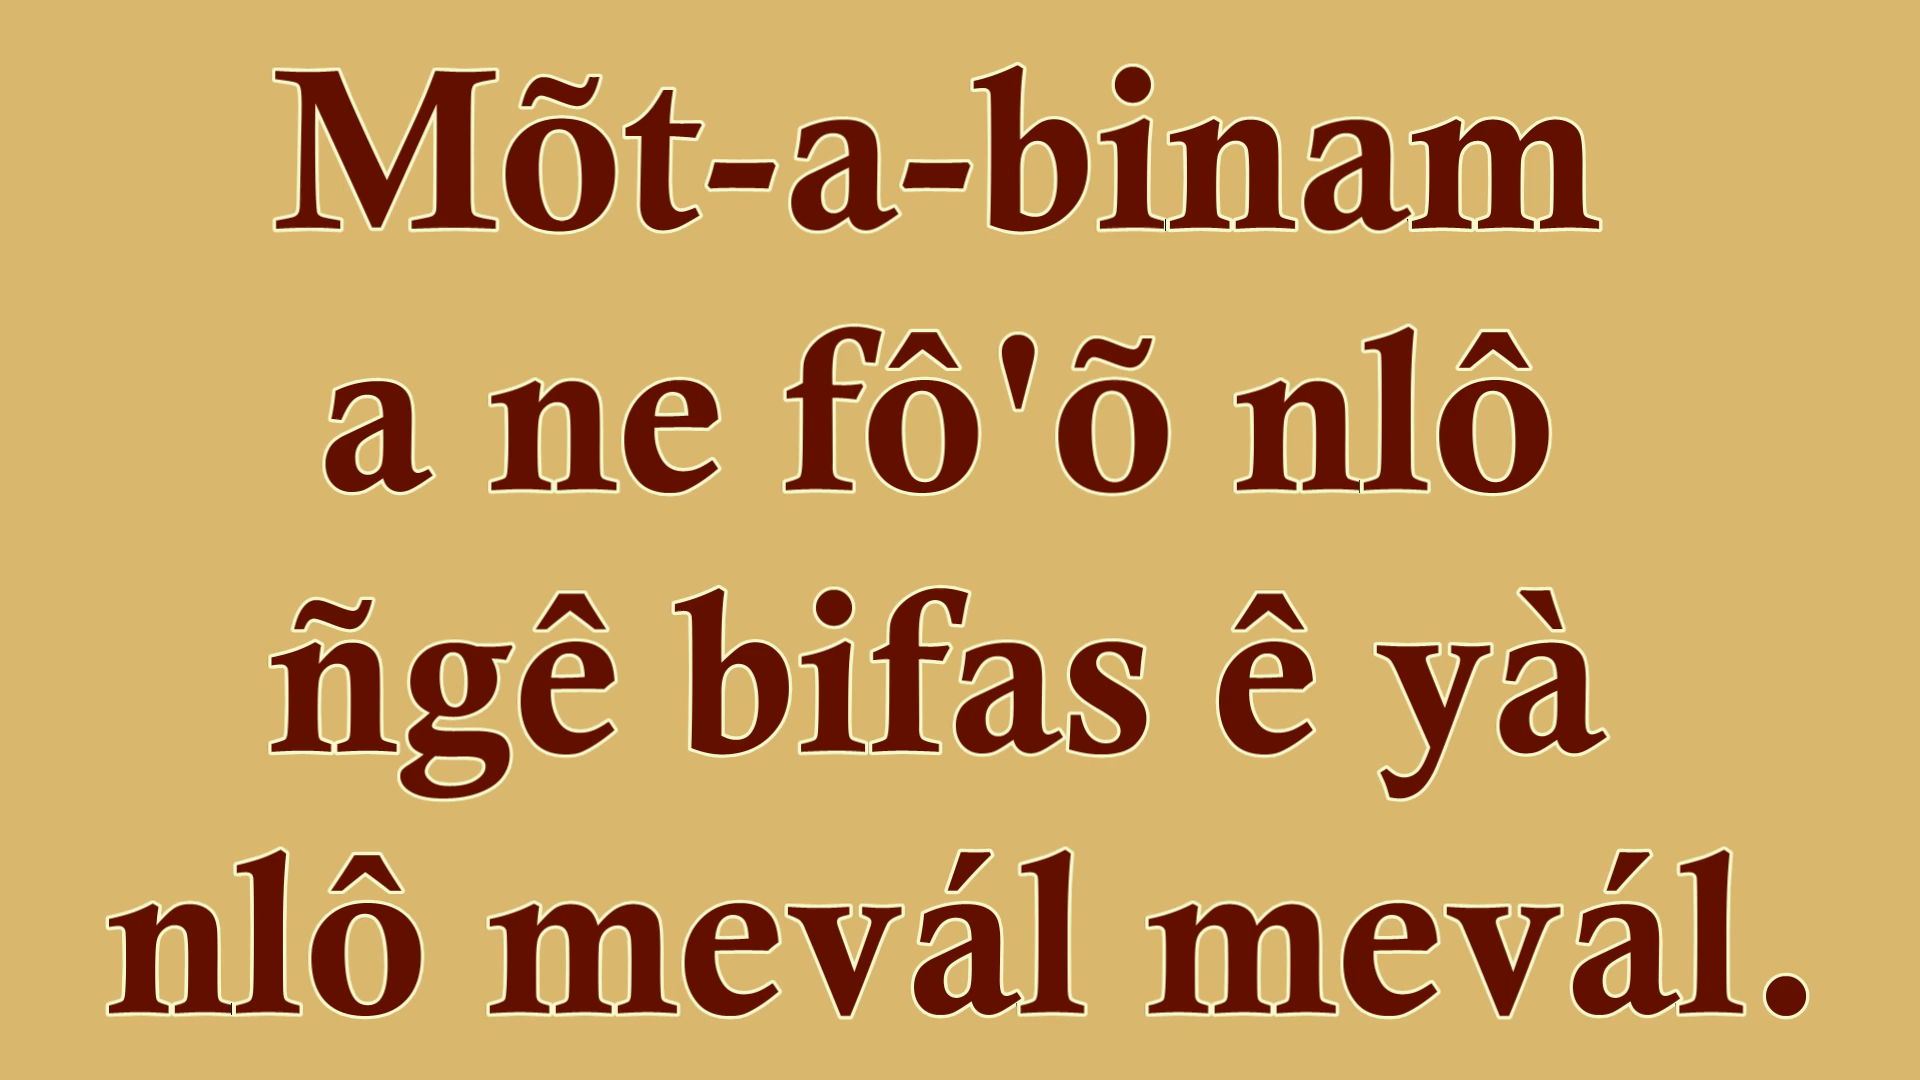 Mõt-a-binam
a ne fô'õ nlô
ñgê bifas ê yà
nlô mevál mevál.